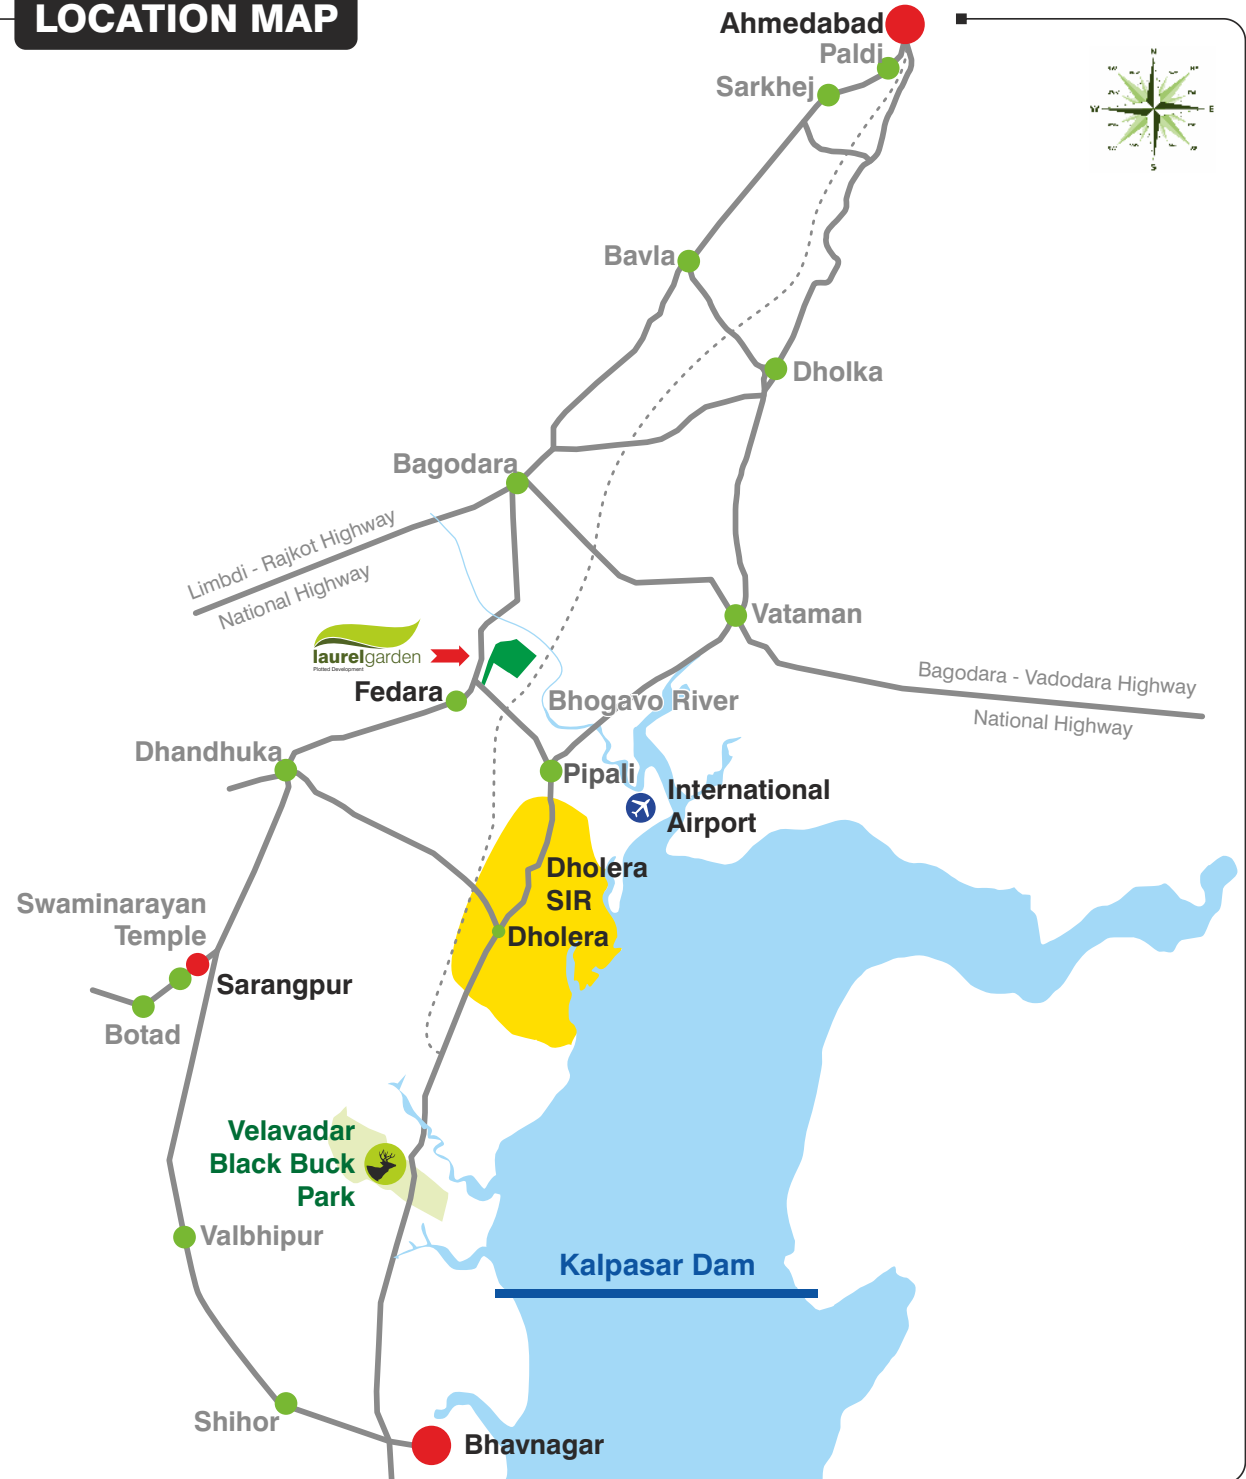 LOCATION MAP
Ahmedabad
Paldi
Sarkhej
N
W
E
S
Bavla
Dholka
Bagodara
Limbdi - Rajkot Highway
National Highway
Vataman
laurelgarden
Plotted Development
Fedara
Bhogavo River
Bagodara - Vadodara Highway
National Highway
Dhandhuka
Pipali
International
Airport
Dholera
SIR
Swaminarayan
Temple
Dholera
Sarangpur
Botad
Velavadar
Black Buck
Park
Valbhipur
Kalpasar Dam
Shihor
Bhavnagar